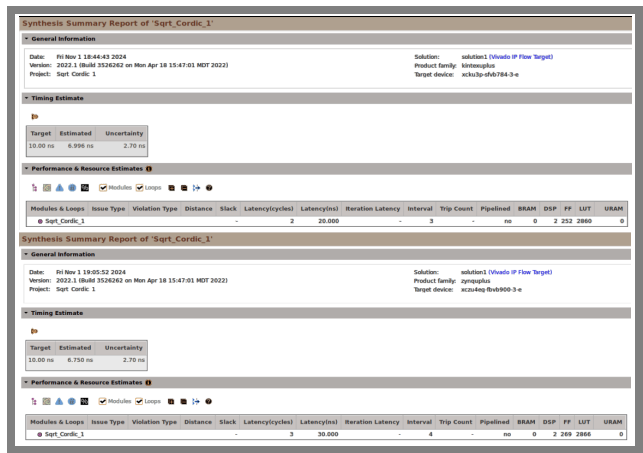 Synthesis Summary Report of 'Sqrt_Cordic_1'
General Information
Date: Fri Nov 1 18:44:43 2024 Solution: solution1 (Vivado IP Flow Target)
Version: 2022.1 (Build 3526262 on Mon Apr 18 15:47:01 MDT 2022) Product family: kintexuplus
Project: Sqrt_Cordic_1 Target device: xcku3p-sfvb784-3-e
Timing Estimate
Target Estimated Uncertainty
10.00 ns 6.996 ns 2.70 ns
Performance & Resource Estimates
Modules Loops
Modules & Loops Issue Type Violation Type Distance Slack Latency(cycles) Latency(ns) Iteration Latency Interval Trip Count Pipelined BRAM DSP FF LUT URAM
Sqrt_Cordic_1 - 2 20.000 - 3 - no 0 2 252 2860 0
Synthesis Summary Report of 'Sqrt_Cordic_1'
General Information
Date: Fri Nov 1 19:05:52 2024 Solution: solution1 (Vivado IP Flow Target)
Version: 2022.1 (Build 3526262 on Mon Apr 18 15:47:01 MDT 2022) Product family: zynquplus
Project: Sqrt_Cordic_1 Target device: xczu4eg-fbvb900-3-e
Timing Estimate
Target Estimated Uncertainty
10.00 ns 6.750 ns 2.70 ns
Performance & Resource Estimates
Modules Loops
Modules & Loops Issue Type Violation Type Distance Slack Latency(cycles) Latency(ns) Iteration Latency Interval Trip Count Pipelined BRAM DSP FF LUT URAM
Sqrt_Cordic_1 - 3 30.000 - 4 - no 0 2 269 2866 0